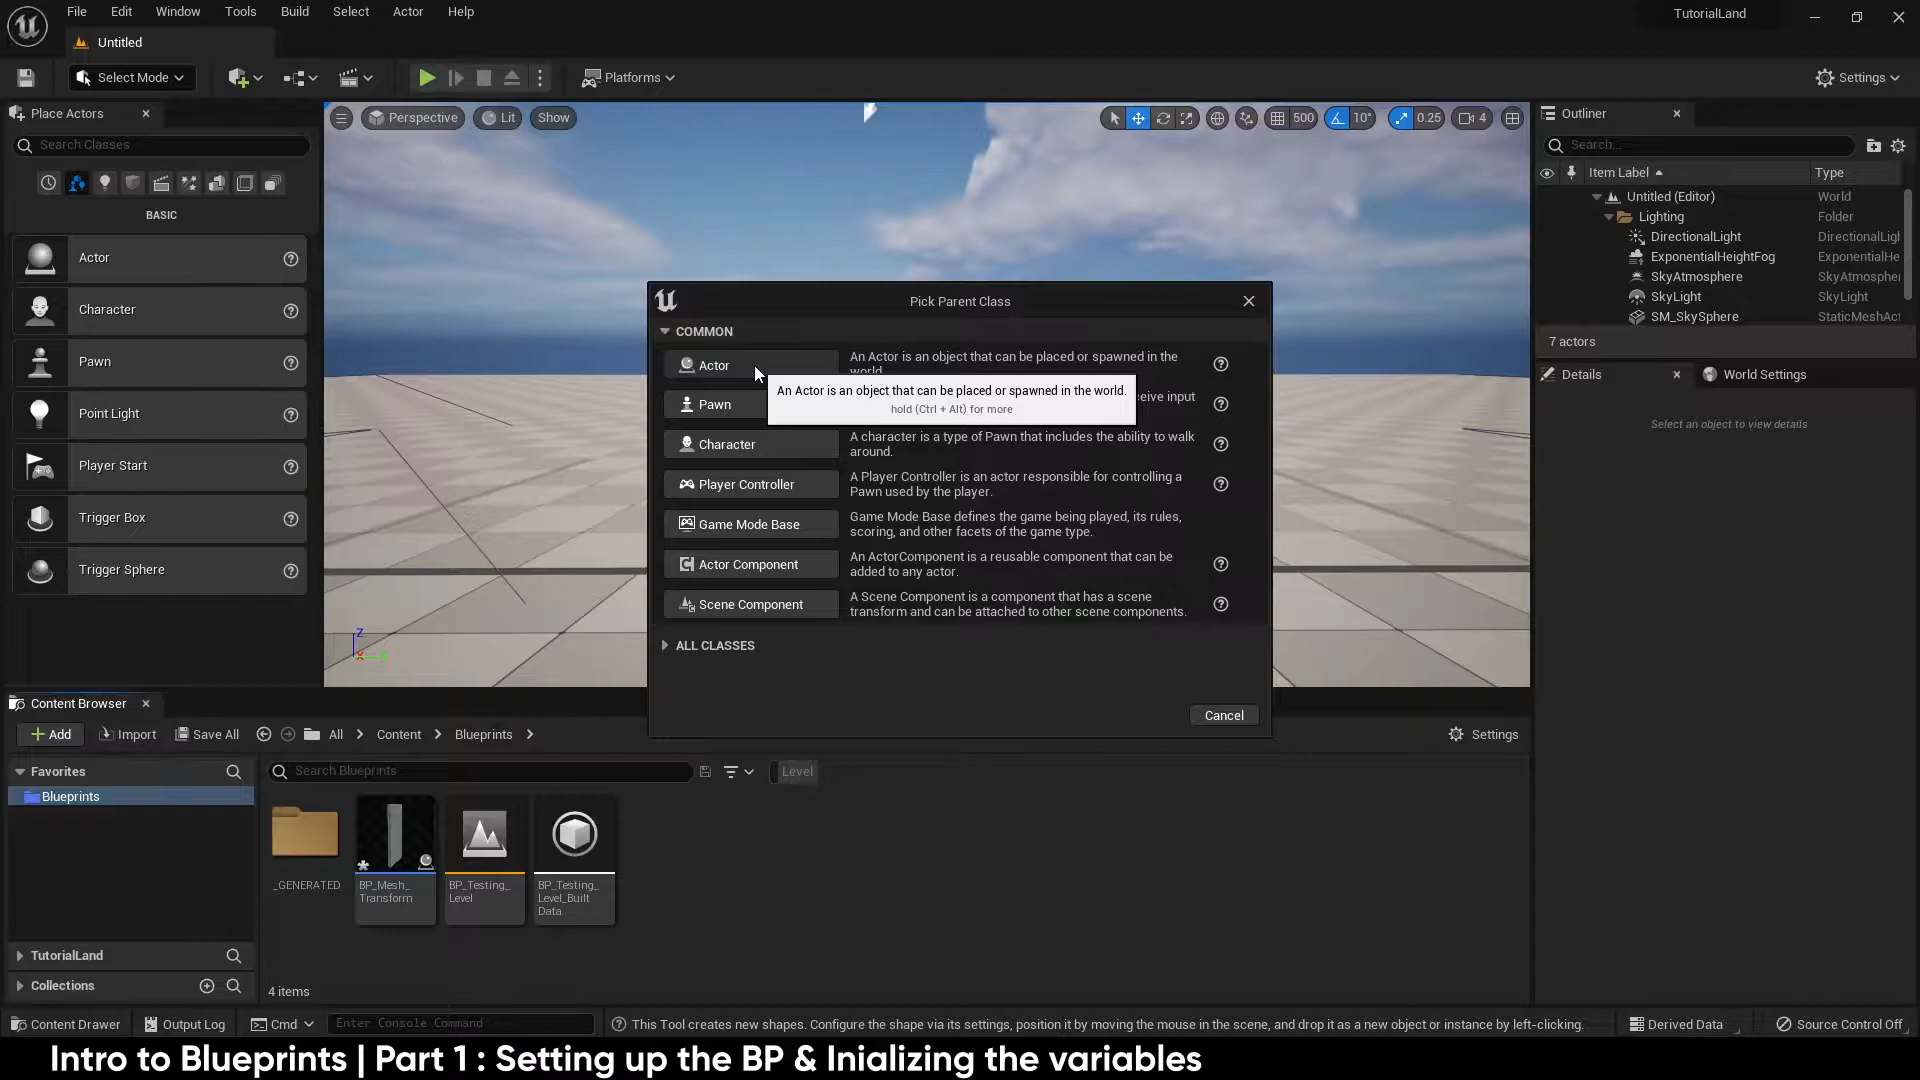 File Edit Window Tools Build Select Actor Help
TutorialLand
Untitled
Select Mode
Platforms
Settings
Place Actors
Search Classes
BASIC
Actor
Character
Pawn
Point Light
Player Start
Trigger Box
Trigger Sphere
Perspective Lit Show
500 10° 0.25 4
Outliner
Search...
Item Label Type
Untitled (Editor) World
Lighting Folder
DirectionalLight DirectionalLigl
ExponentialHeightFog ExponentialHe
SkyAtmosphere SkyAtmospher
SkyLight SkyLight
SM_SkySphere StaticMeshAct
7 actors
Details World Settings
Select an object to view details
Pick Parent Class
COMMON
Actor An Actor is an object that can be placed or spawned in the
world.
An Actor is an object that can be placed or spawned in the world.
hold (Ctrl + Alt) for more
Pawn ceive input
Character A character is a type of Pawn that includes the ability to walk
around.
Player Controller A Player Controller is an actor responsible for controlling a
Pawn used by the player.
Game Mode Base Game Mode Base defines the game being played, its rules,
scoring, and other facets of the game type.
Actor Component An ActorComponent is a reusable component that can be
added to any actor.
Scene Component A Scene Component is a component that has a scene
transform and can be attached to other scene components.
ALL CLASSES
Cancel
Z
Content Browser
Add Import Save All All Content Blueprints Settings
Favorites
Blueprints
TutorialLand
Collections
Search Blueprints
Level
_GENERATED
BP_Mesh_
Transform
BP_Testing_
Level
BP_Testing_
Level_Built
Data
4 items
Content Drawer Output Log Cmd Enter Console Command This Tool creates new shapes. Configure the shape via its settings, position it by moving the mouse in the scene, and drop it as a new object or instance by left-clicking. Derived Data Source Control Off
Intro to Blueprints | Part 1 : Setting up the BP & Inializing the variables